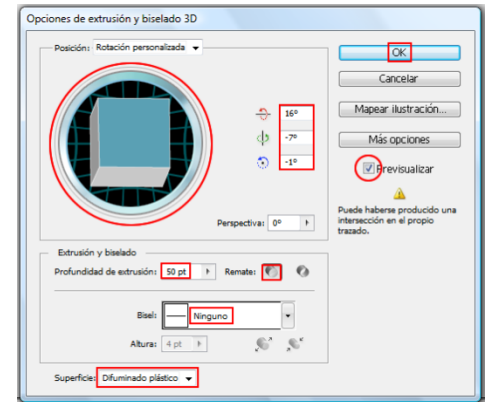 Opciones de extrusión y biselado 3D
Posición: Rotación personalizada
OK
Cancelar
Mapear ilustración...
Más opciones
Previsualizar
Puede haberse producido una
intersección en el propio
trazado.
16°
-7°
-1°
Perspectiva: 0°
Extrusión y biselado
Profundidad de extrusión: 50 pt Remate:
Bisel: Ninguno
Altura: 4 pt
Superficie: Difuminado plástico